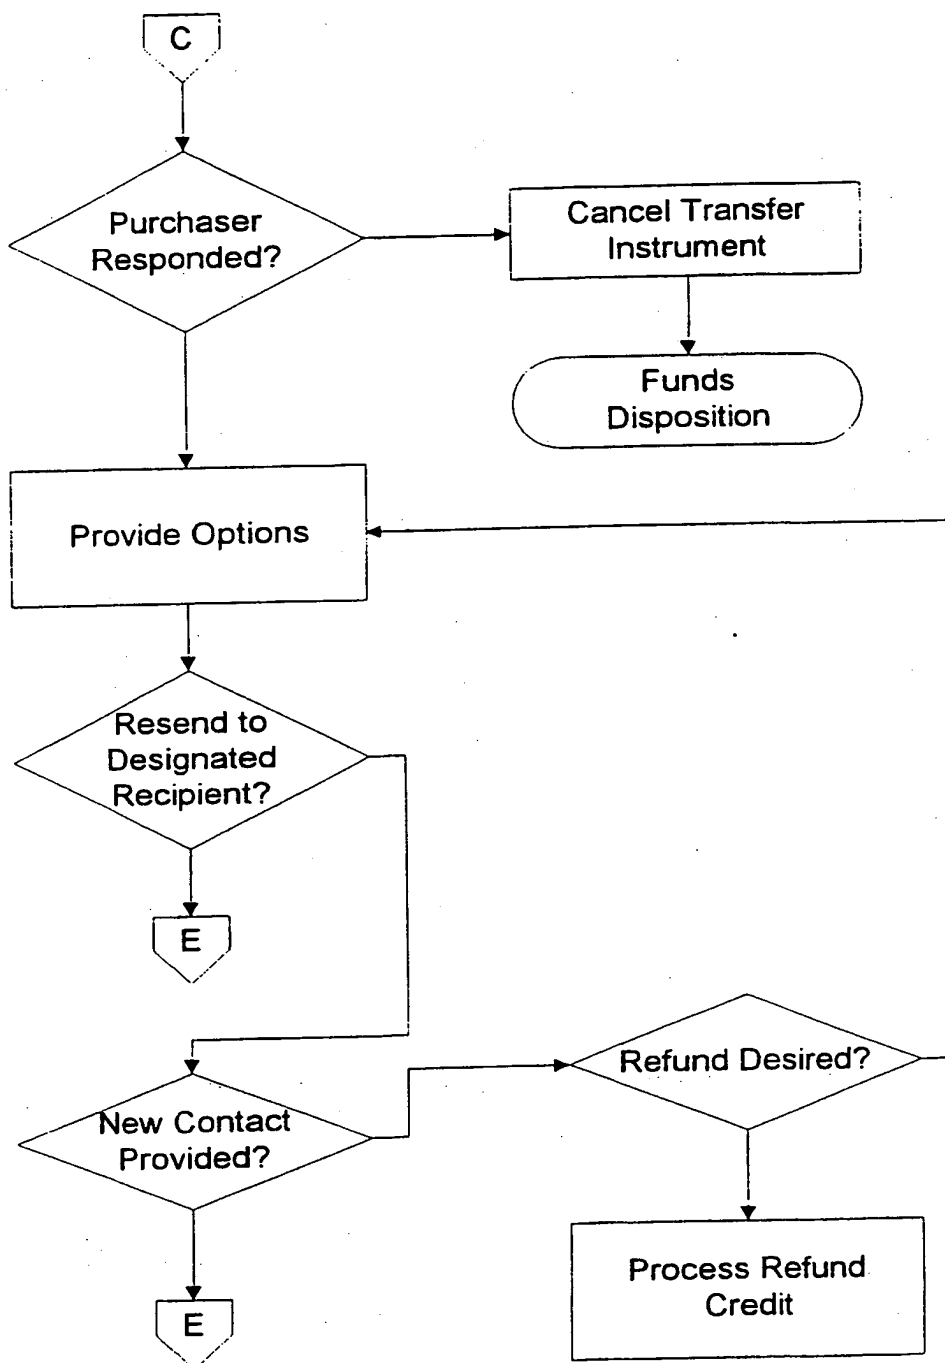 C
Purchaser
Responded?
Cancel Transfer
Instrument
Funds
Disposition
Provide Options
Resend to
Designated
Recipient?
E
New Contact
Provided?
Refund Desired?
E
Process Refund
Credit